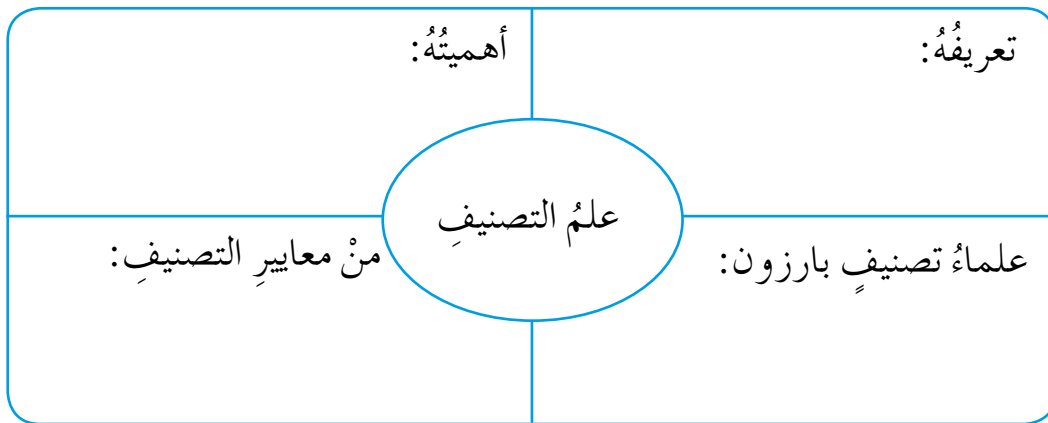 تعريفُهُ:
أهميتُهُ:
علمُ التصنيفِ
علماءُ تصنيفٍ بارزون:
منْ معاييرِ التصنيفِ: